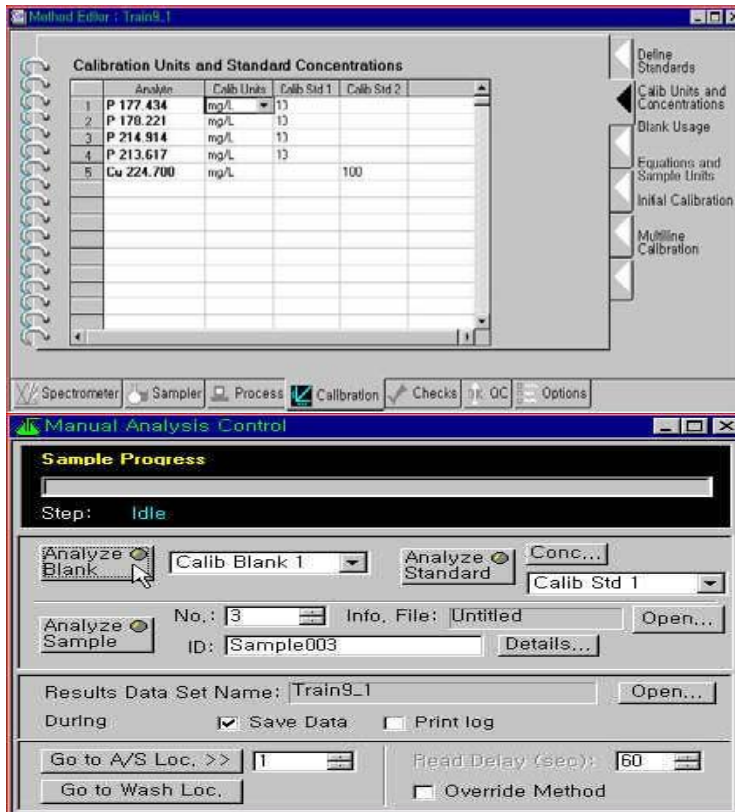 Method Editor : Train9_1
Calibration Units and Standard Concentrations
Analyte Calib Units Calib Std 1 Calib Std 2
1 P 177.434 mg/L 10
2 P 178.221 mg/L 10
3 P 214.914 mg/L 10
4 P 213.617 mg/L 10
5 Cu 224.700 mg/L 100
Define
Standards
Calib Units and
Concentrations
Blank Usage
Equations and
Sample Units
Initial Calibration
Multiline
Calibration
Spectrometer Sampler Process Calibration Checks QC Options
Manual Analysis Control
Sample Progress
Step: Idle
Analyze
Blank
Calib Blank 1
Analyze
Standard
Conc...
Calib Std 1
Analyze
Sample
No.: 3 Info. File: Untitled Open...
ID: Sample003 Details...
Results Data Set Name: Train9_1 Open...
During Save Data Print log
Go to A/S Loc. >> 1 Read Delay (sec): 60
Go to Wash Loc. Override Method